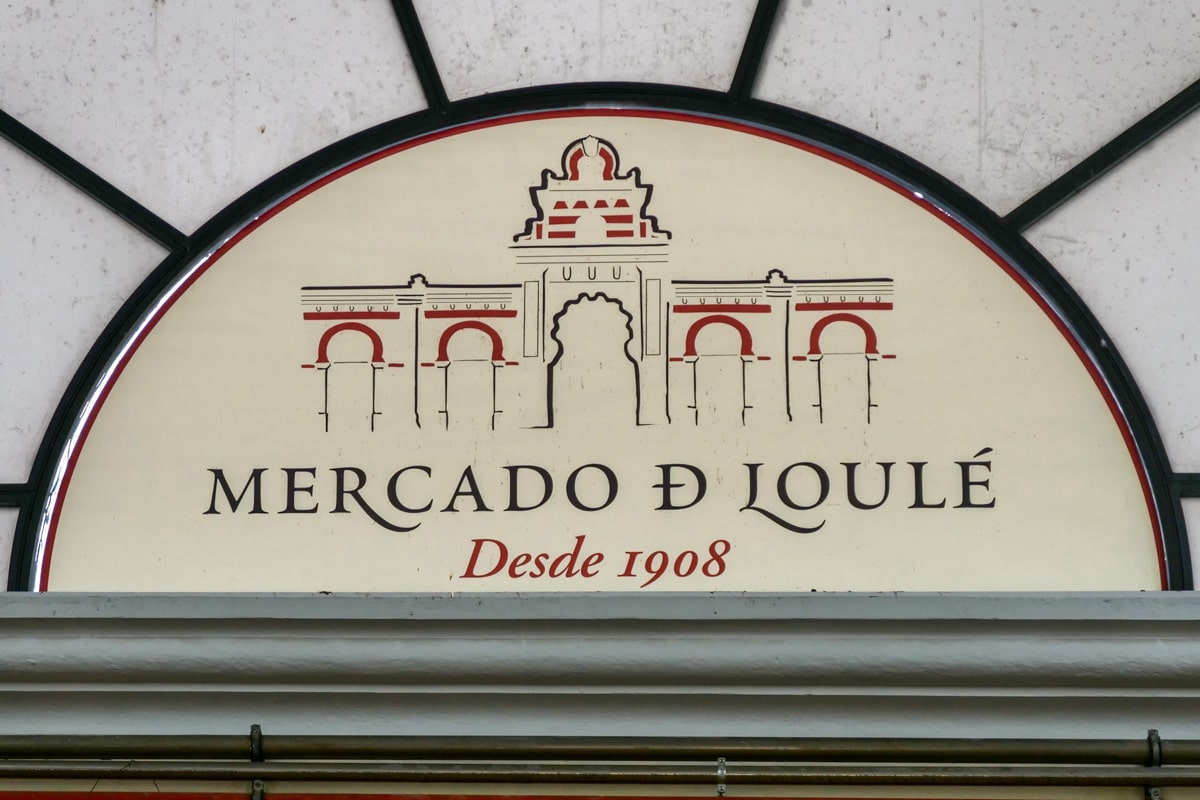 MERCADO Đ LOULÉ
Desde 1908